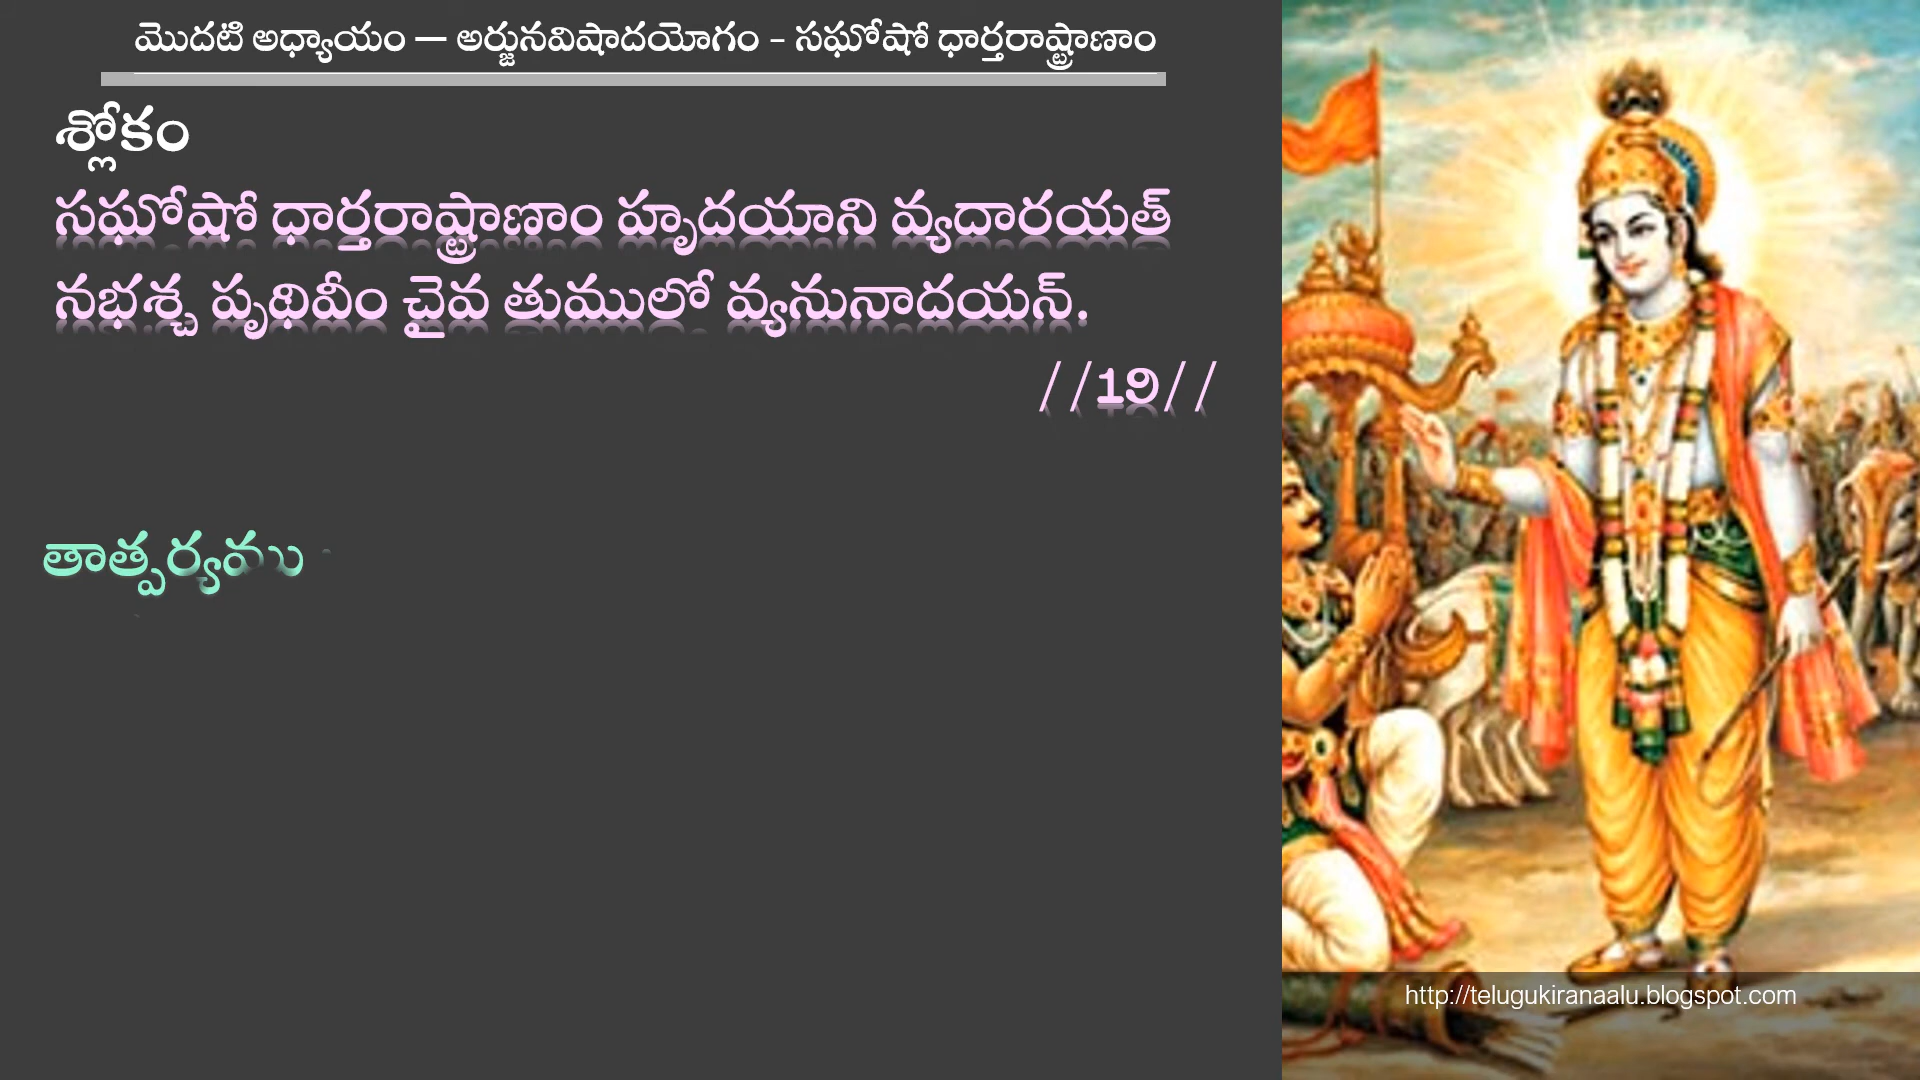 మొదటి అధ్యాయం — అర్జునవిషాదయోగం - సఘోషో ధార్తరాష్ట్రాణాం
శ్లోకం
సఘోషో ధార్తరాష్ట్రాణాం హృదయాని వ్యదారయత్
నభశ్చ పృథివీం చైవ తుములో వ్యనునాదయన్.
//19//
తాత్పర్యము
http://telugukiranaalu.blogspot.com